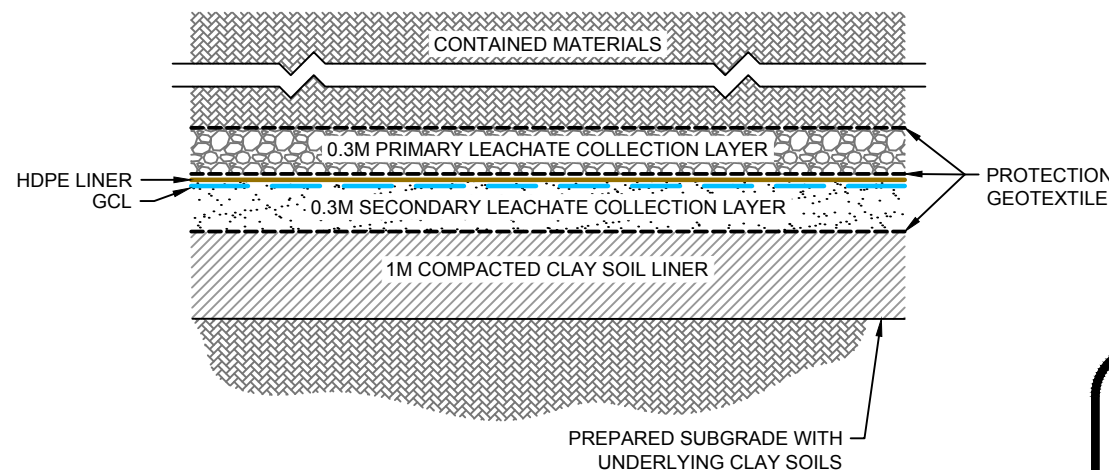 CONTAINED MATERIALS
0.3M PRIMARY LEACHATE COLLECTION LAYER
HDPE LINER
GCL
PROTECTION
GEOTEXTILE
0.3M SECONDARY LEACHATE COLLECTION LAYER
1M COMPACTED CLAY SOIL LINER
PREPARED SUBGRADE WITH
UNDERLYING CLAY SOILS